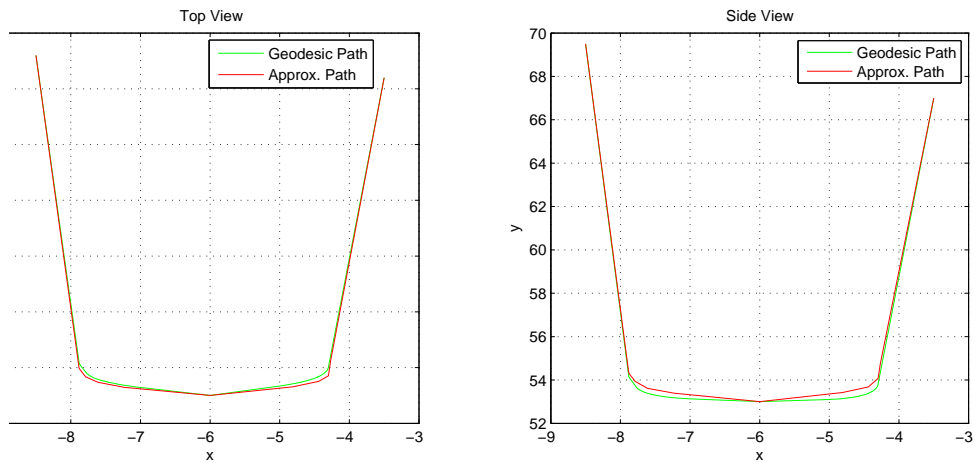 Top View
Geodesic Path
Approx. Path
−8
−7
−6
−5
−4
−3
x
Side View
Geodesic Path
Approx. Path
70
68
66
64
62
60
58
56
54
52
y
−9
−8
−7
−6
−5
−4
−3
x